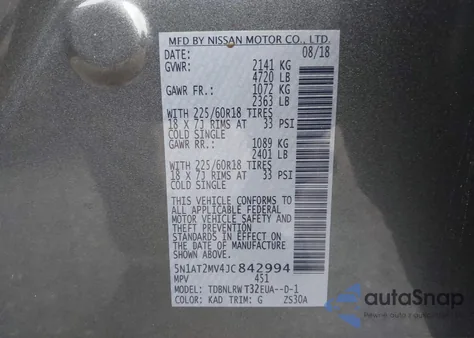 MFD BY NISSAN MOTOR CO., LTD.
DATE: 08/18
GVWR: 2141 KG
4720 LB
GAWR FR.: 1072 KG
2363 LB
WITH 225/60R18 TIRES
18 X 7J RIMS AT 33 PSI
COLD SINGLE
GAWR RR.: 1089 KG
2401 LB
WITH 225/60R18 TIRES
18 X 7J RIMS AT 33 PSI
COLD SINGLE
THIS VEHICLE CONFORMS TO
ALL APPLICABLE FEDERAL
MOTOR VEHICLE SAFETY AND
THEFT PREVENTION
STANDARDS IN EFFECT ON
THE DATE OF MANUFACTURE
SHOWN ABOVE.
5N1AT2MV4JC842994
MPV 451
MODEL: TDBNLRWT32EUA--D-1
COLOR: KAD TRIM: G ZS30A
autoSnap
Pewne auto z USA